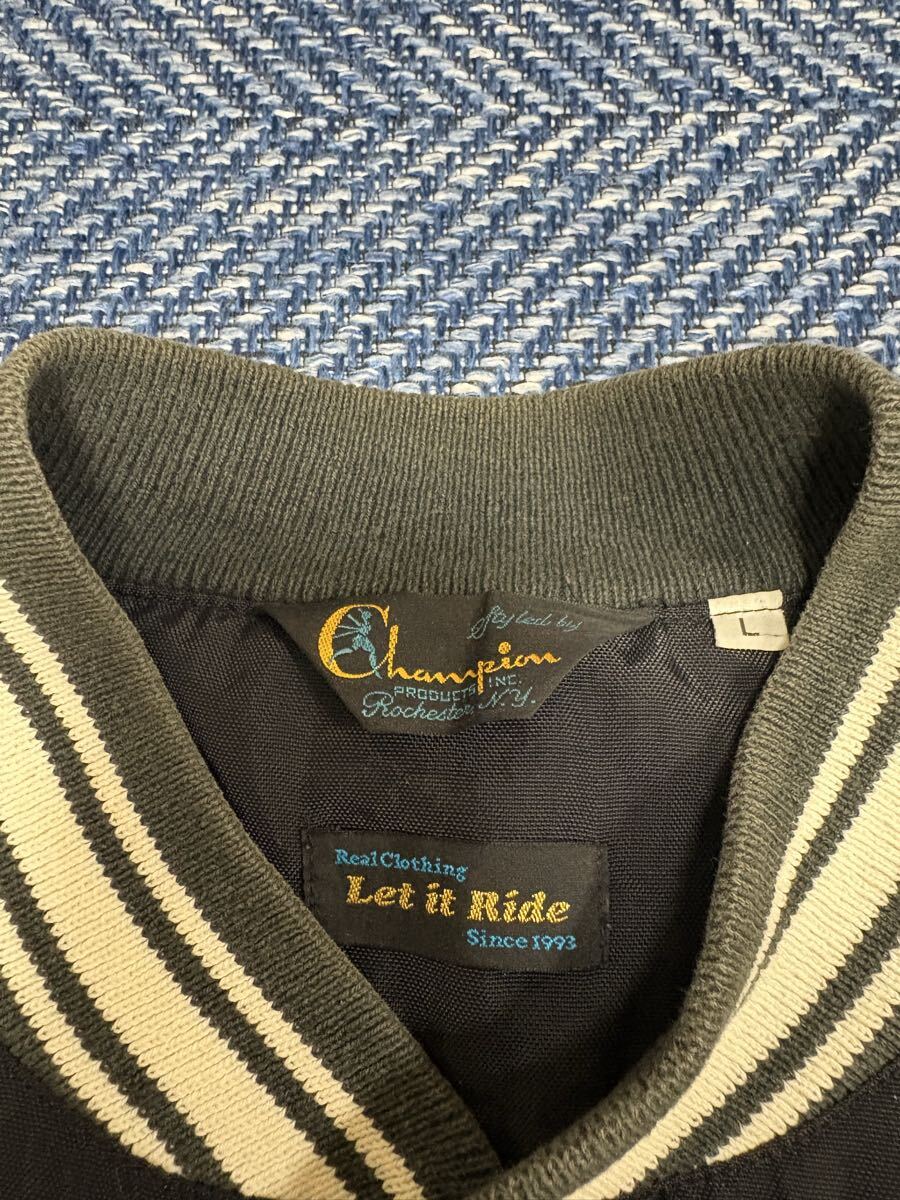 Styled by
Champion
PRODUCTS INC.
Rochester, N.Y.
L
Real Clothing
Let it Ride
Since 1993